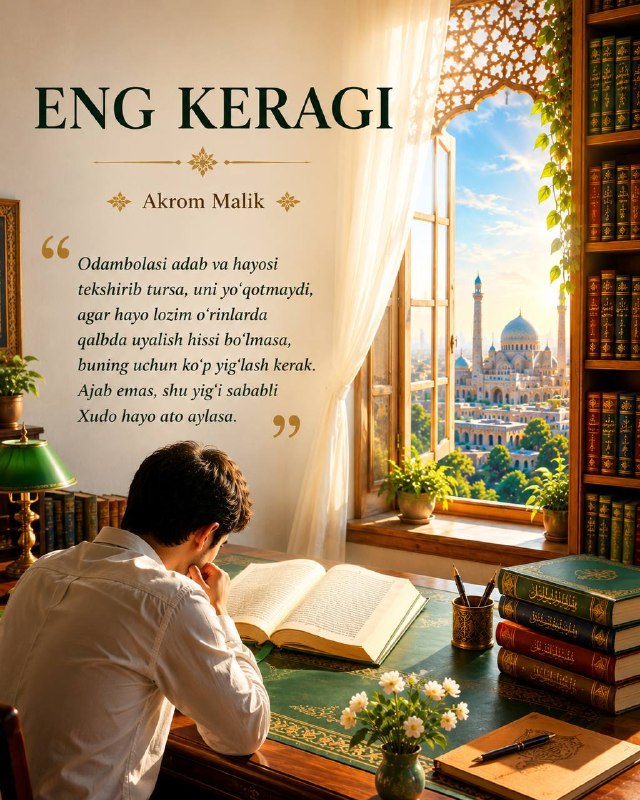 ENG KERAGI
Akrom Malik
“ Odambolasi adab va hayosi
tekshirib tursa, uni yo‘qotmaydi,
agar hayo lozim o‘rinlarda
qalbda uyalish hissi bo‘lmasa,
buning uchun ko‘p yig‘lash kerak.
Ajab emas, shu yig‘i sababli
Xudo hayo ato aylasa. ”